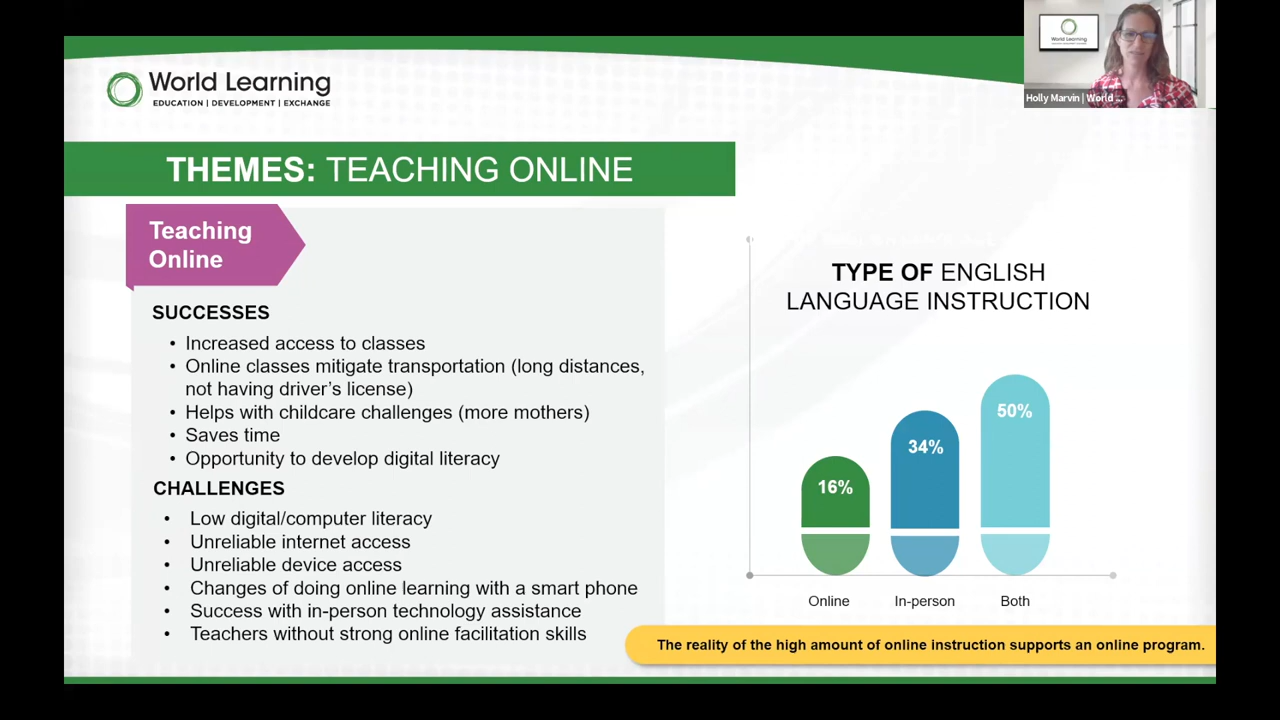 World Learning
EDUCATION | DEVELOPMENT | EXCHANGE
World Learning
Holly Marvin | World ...
THEMES: TEACHING ONLINE
Teaching
Online
SUCCESSES
• Increased access to classes
• Online classes mitigate transportation (long distances,
not having driver's license)
• Helps with childcare challenges (more mothers)
• Saves time
• Opportunity to develop digital literacy
CHALLENGES
• Low digital/computer literacy
• Unreliable internet access
• Unreliable device access
• Changes of doing online learning with a smart phone
• Success with in-person technology assistance
• Teachers without strong online facilitation skills
TYPE OF ENGLISH
LANGUAGE INSTRUCTION
16%
34%
50%
Online
In-person
Both
The reality of the high amount of online instruction supports an online program.